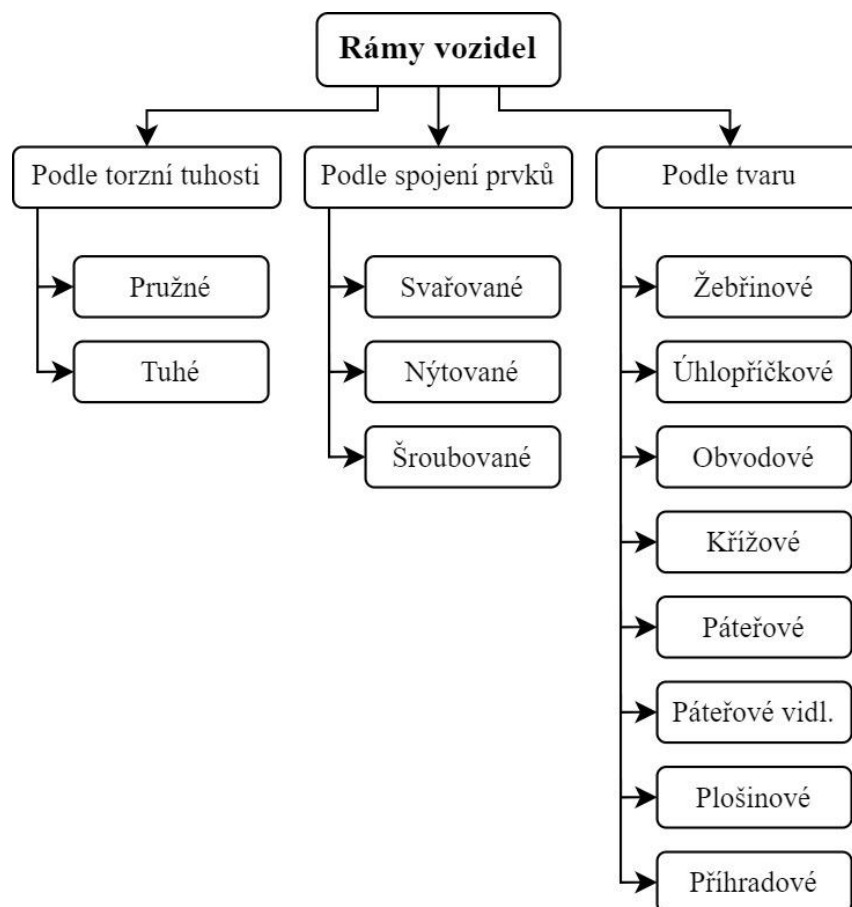 Rámy vozidel
Podle torzní tuhosti
Pružné
Tuhé
Podle spojení prvků
Svařované
Nýtované
Šroubované
Podle tvaru
Žebřinové
Úhlopříčkové
Obvodové
Křížové
Páteřové
Páteřové vidl.
Plošinové
Příhradové